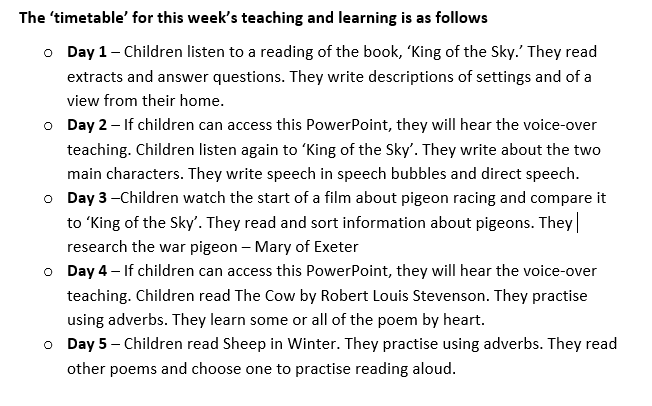 The ‘timetable’ for this week’s teaching and learning is as follows
o Day 1 – Children listen to a reading of the book, ‘King of the Sky.’ They read
extracts and answer questions. They write descriptions of settings and of a
view from their home.
o Day 2 – If children can access this PowerPoint, they will hear the voice-over
teaching. Children listen again to ‘King of the Sky’. They write about the two
main characters. They write speech in speech bubbles and direct speech.
o Day 3 –Children watch the start of a film about pigeon racing and compare it
to ‘King of the Sky’. They read and sort information about pigeons. They
research the war pigeon – Mary of Exeter
o Day 4 – If children can access this PowerPoint, they will hear the voice-over
teaching. Children read The Cow by Robert Louis Stevenson. They practise
using adverbs. They learn some or all of the poem by heart.
o Day 5 – Children read Sheep in Winter. They practise using adverbs. They read
other poems and choose one to practise reading aloud.